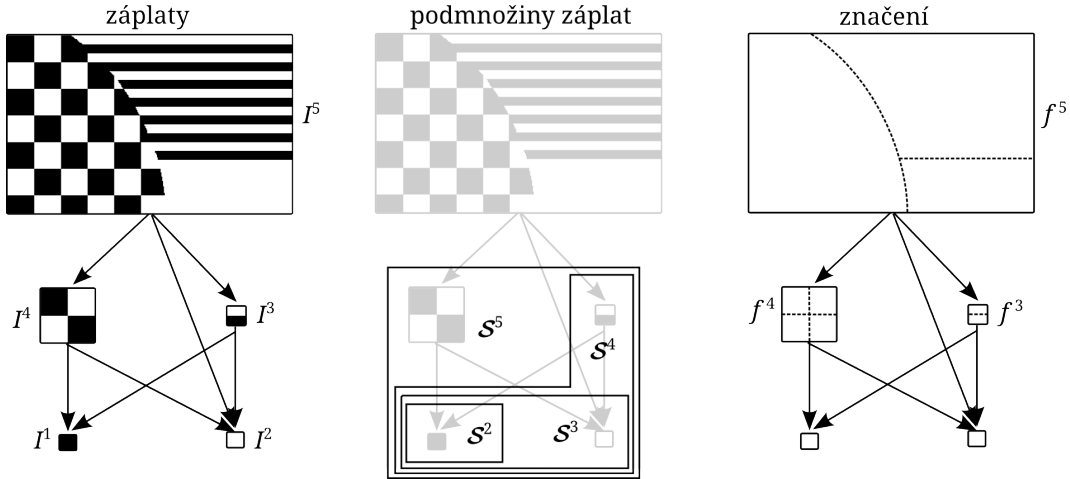 záplaty
podmnožiny záplat
značení
I⁵
f⁵
I⁴
I³
S⁵
S⁴
f⁴
f³
I¹
I²
S²
S³